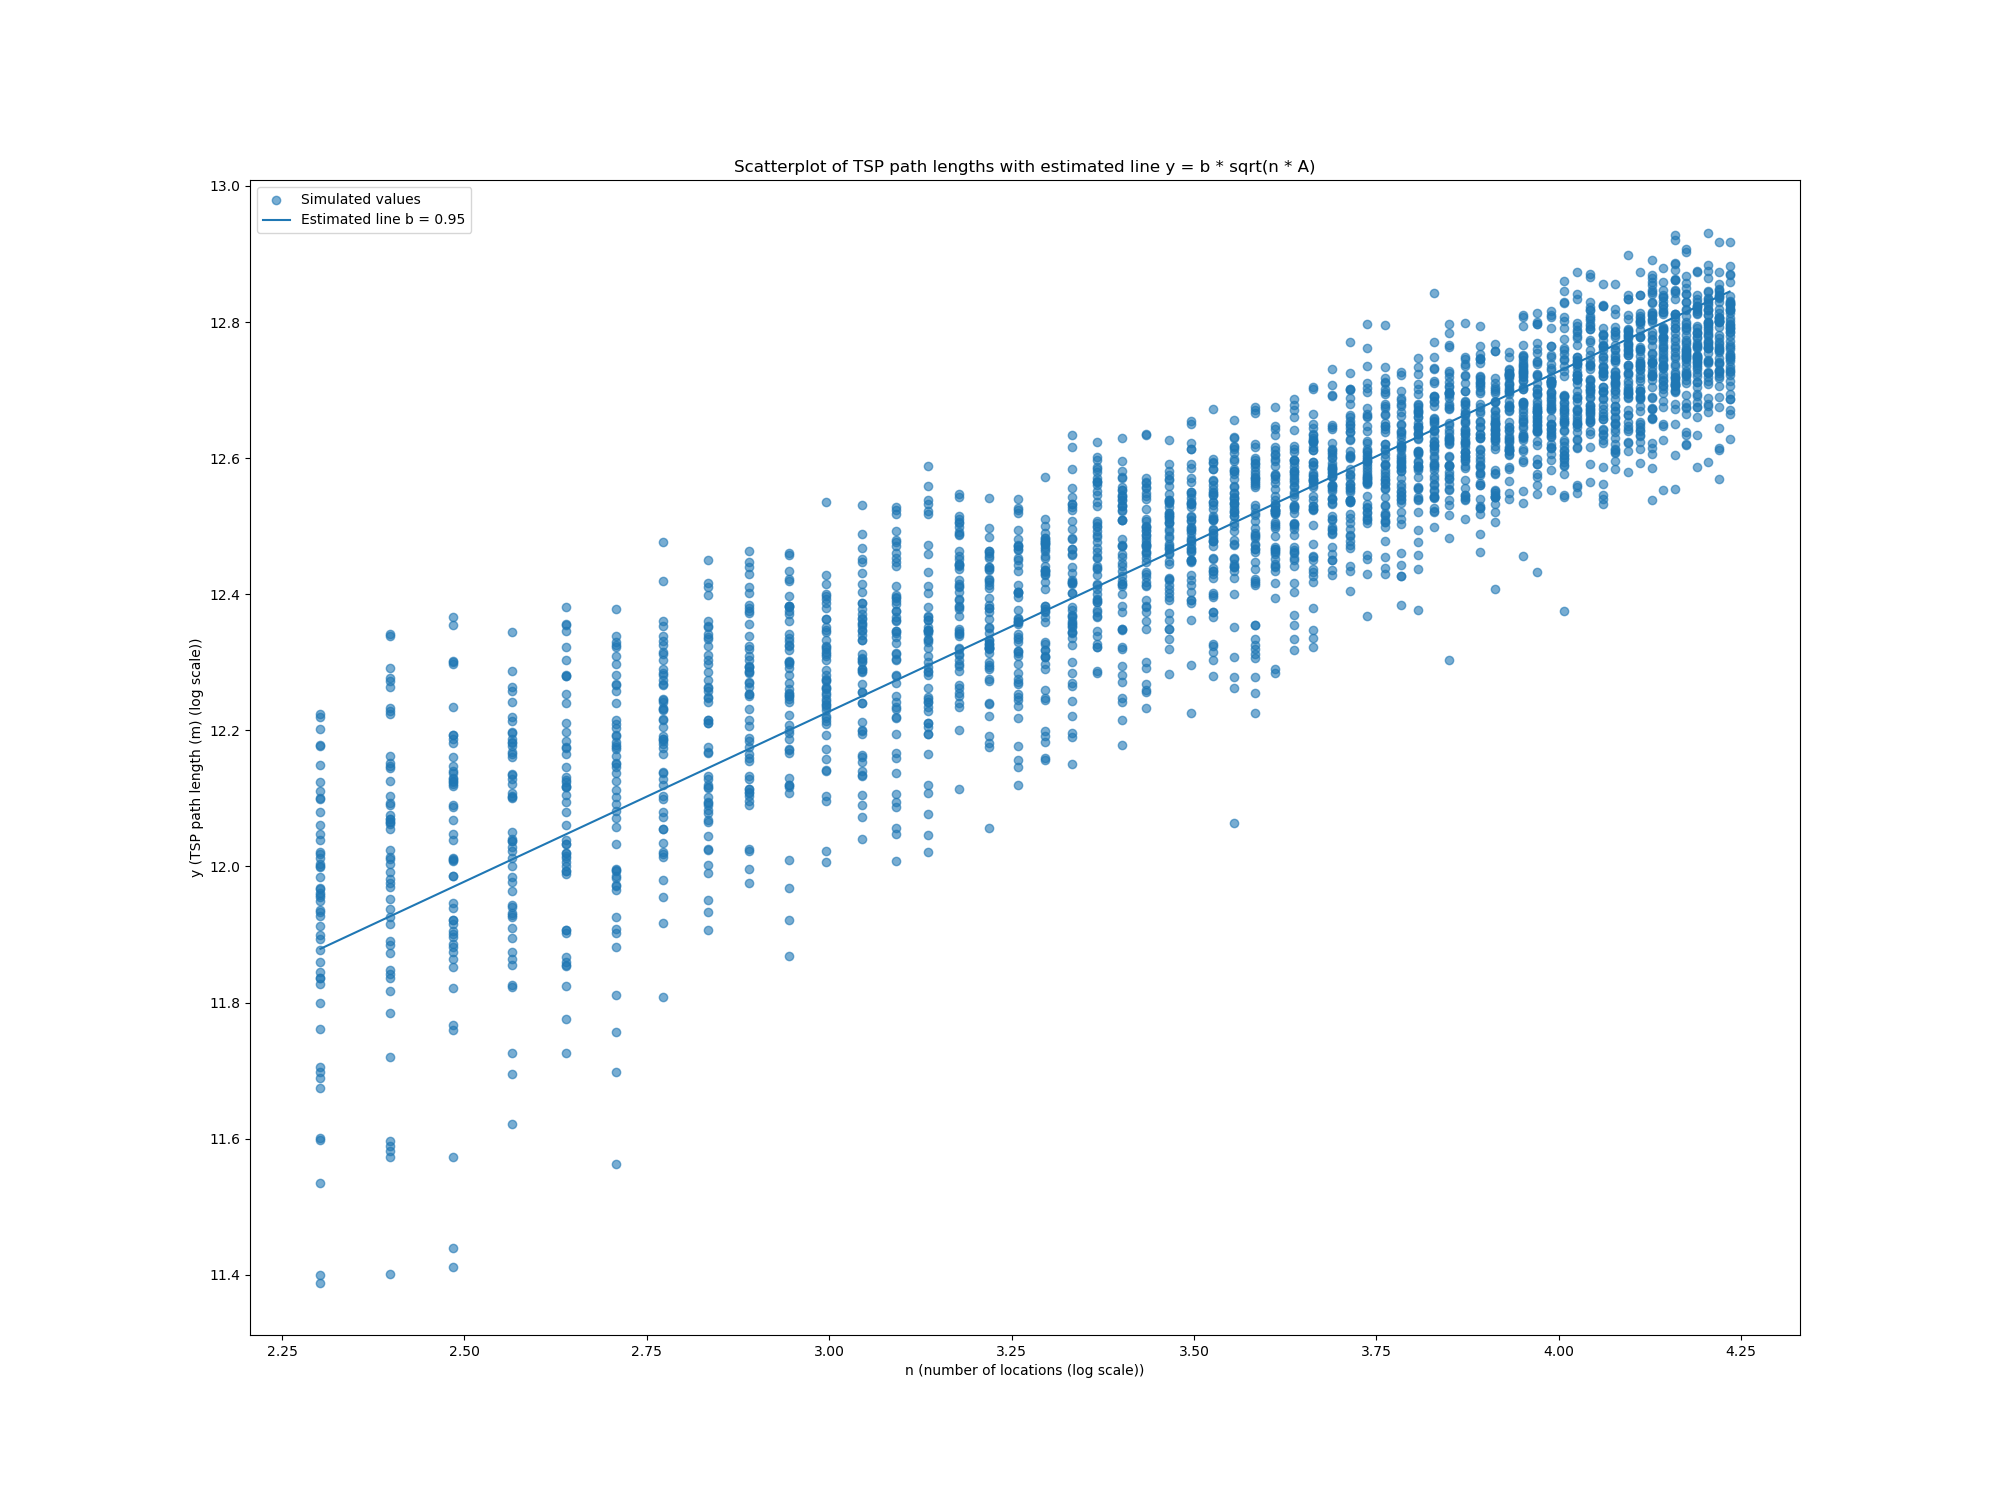 Scatterplot of TSP path lengths with estimated line y = b * sqrt(n * A)
Simulated values
Estimated line b = 0.95
y (TSP path length (m) (log scale))
13.0
12.8
12.6
12.4
12.2
12.0
11.8
11.6
11.4
2.25 2.50 2.75 3.00 3.25 3.50 3.75 4.00 4.25
n (number of locations (log scale))